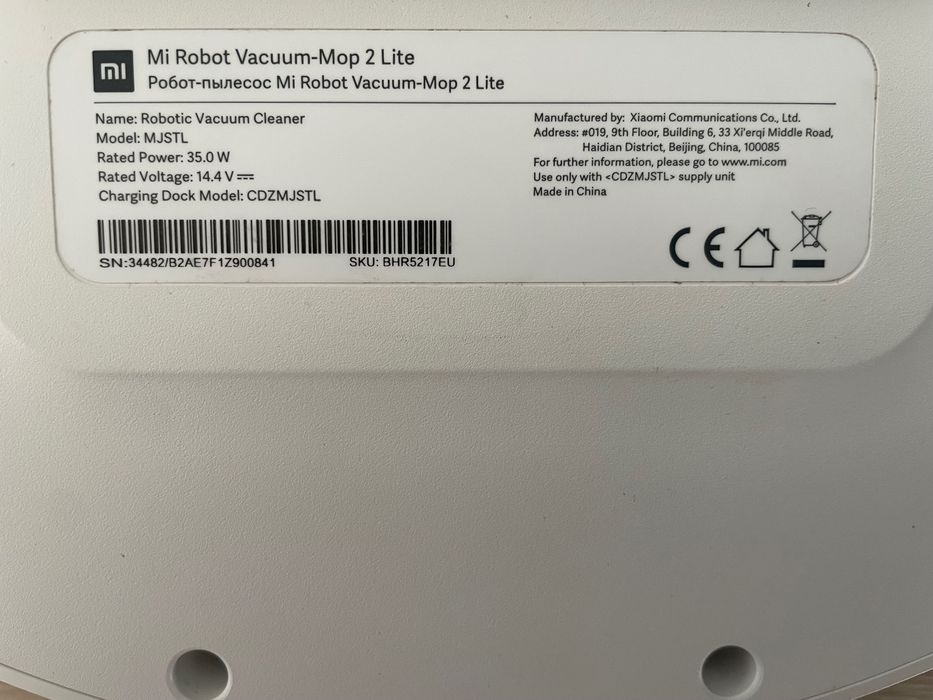 mi
Mi Robot Vacuum-Mop 2 Lite
Робот-пылесос Mi Robot Vacuum-Mop 2 Lite
Name: Robotic Vacuum Cleaner
Model: MJSTL
Rated Power: 35.0 W
Rated Voltage: 14.4 V ⎓
Charging Dock Model: CDZMJSTL
SN:34482/B2AE7F1Z900841
SKU: BHR5217EU
Manufactured by: Xiaomi Communications Co., Ltd.
Address: #019, 9th Floor, Building 6, 33 Xi'erqi Middle Road,
Haidian District, Beijing, China, 100085
For further information, please go to www.mi.com
Use only with <CDZMJSTL> supply unit
Made in China
CE